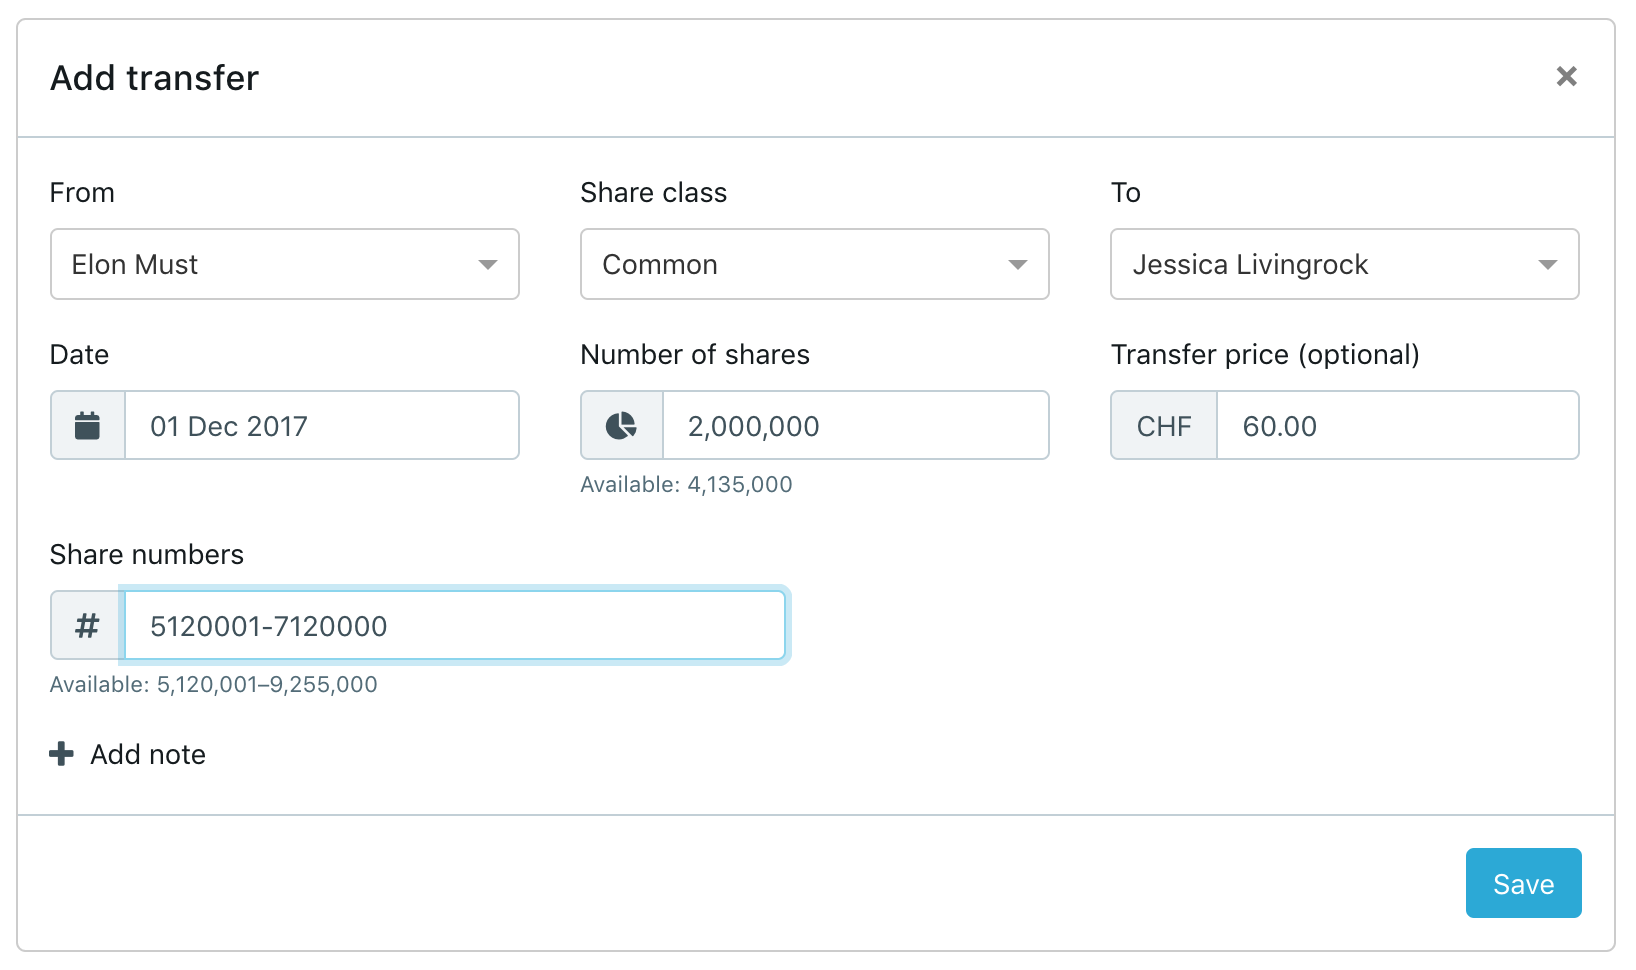 Add transfer ×
From Share class To
Elon Must Common Jessica Livingrock
Date Number of shares Transfer price (optional)
01 Dec 2017 2,000,000 CHF 60.00
Available: 4,135,000
Share numbers
# 5120001-7120000
Available: 5,120,001–9,255,000
Add note
Save